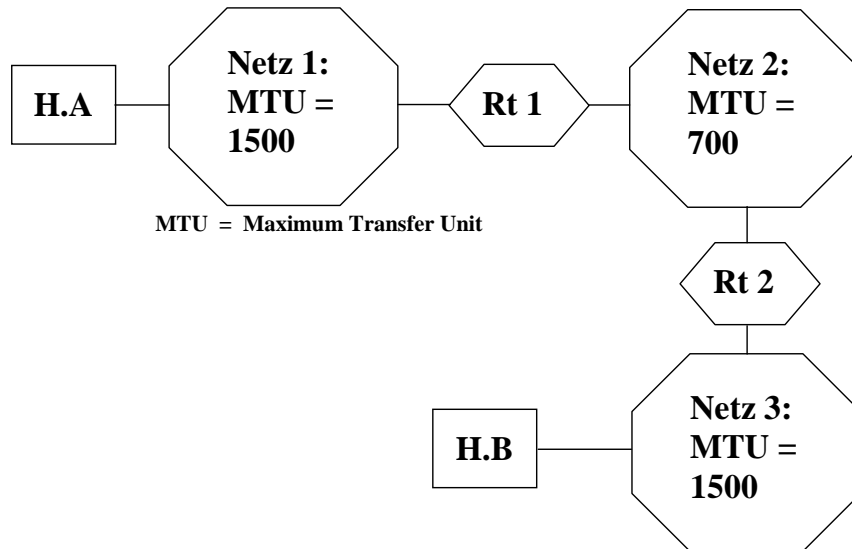 H.A
Netz 1:
MTU =
1500
Rt 1
Netz 2:
MTU =
700
MTU = Maximum Transfer Unit
Rt 2
H.B
Netz 3:
MTU =
1500